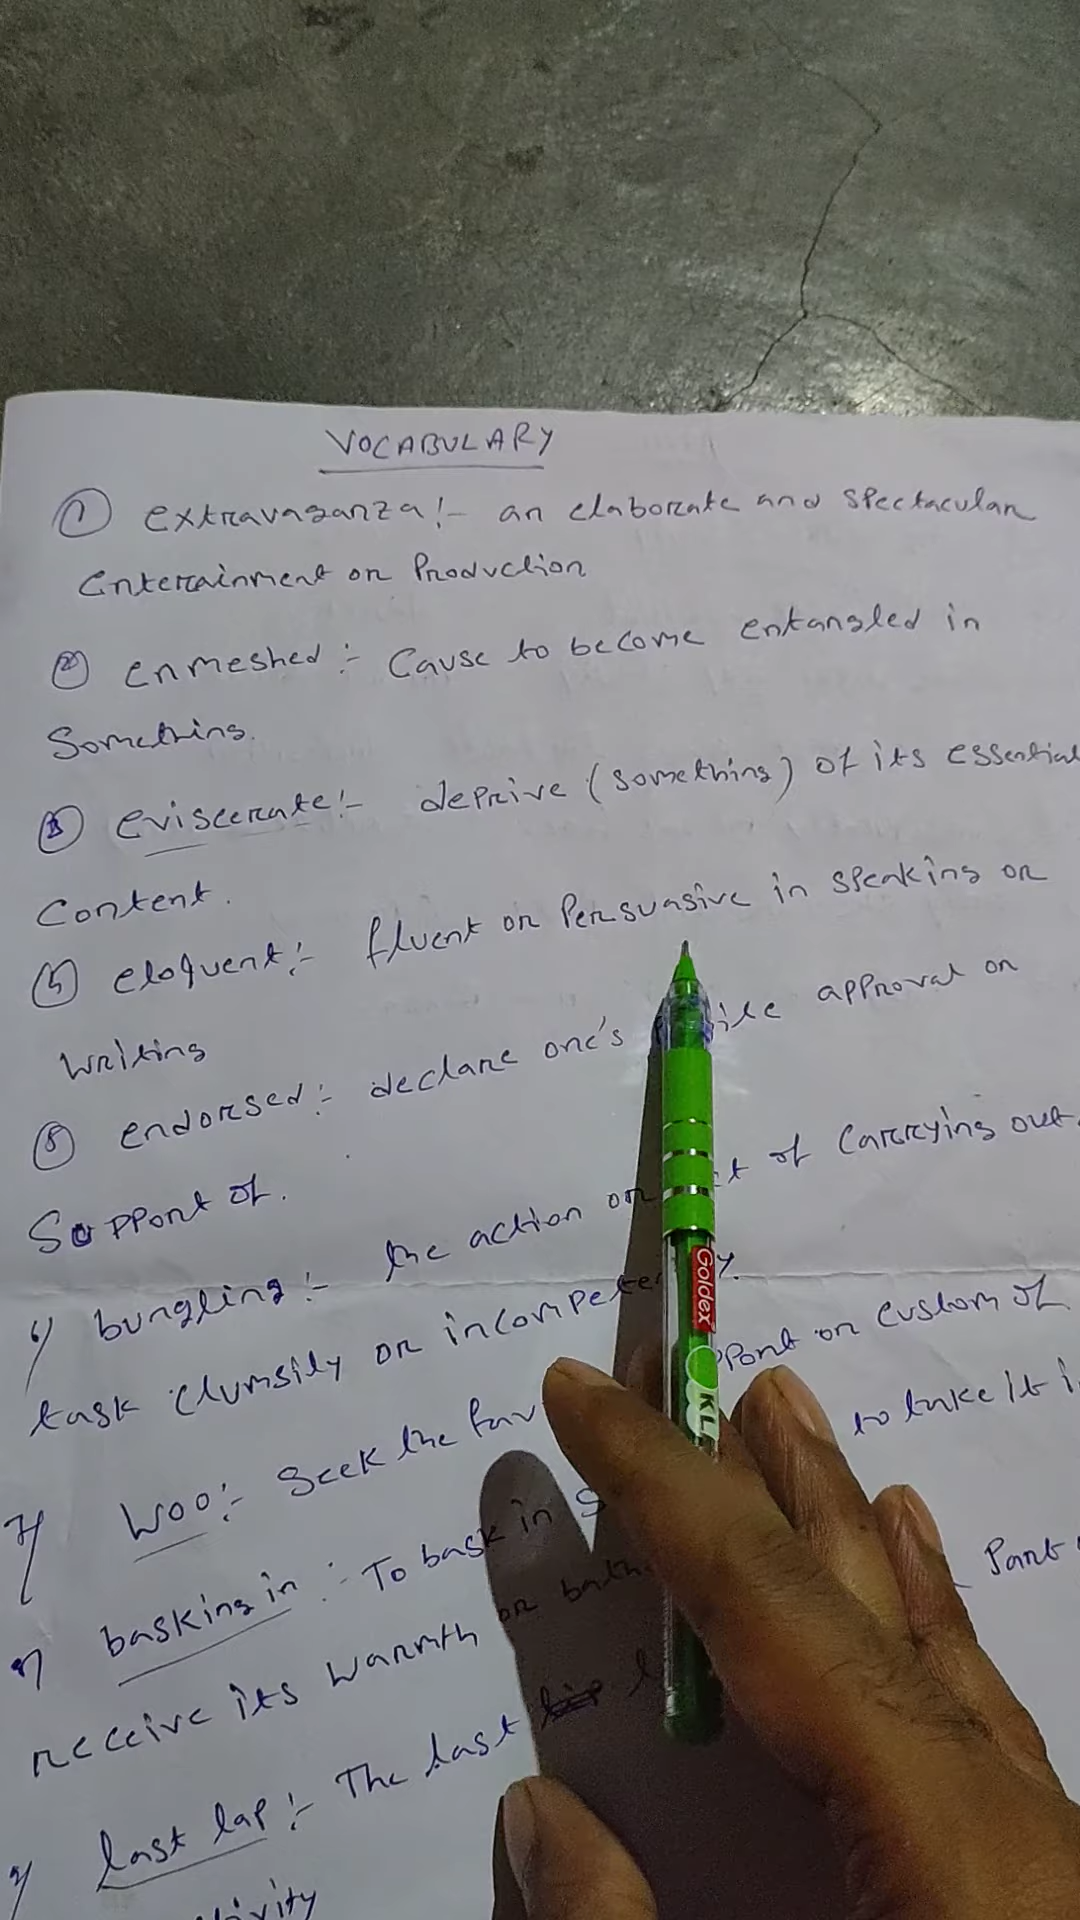 VOCABULARY
① extravaganza:- an elaborate and spectacular
Entertainment or Production
② enmeshed:- Cause to become entangled in
Something.
③ eviscerate:- deprive (something) of its essential
Content.
④ eloquent:- fluent or Persuasive in speaking or
Writing
⑤ endorsed:- declare one's approval or
Support of.
6) bungling:- the action or of Carrying out
task Clumsily or
7) Woo:- Seek the or custom of
basking in:- To bask in to take it
receive its warmth or Part
last lap:- The last
Goldex
KL